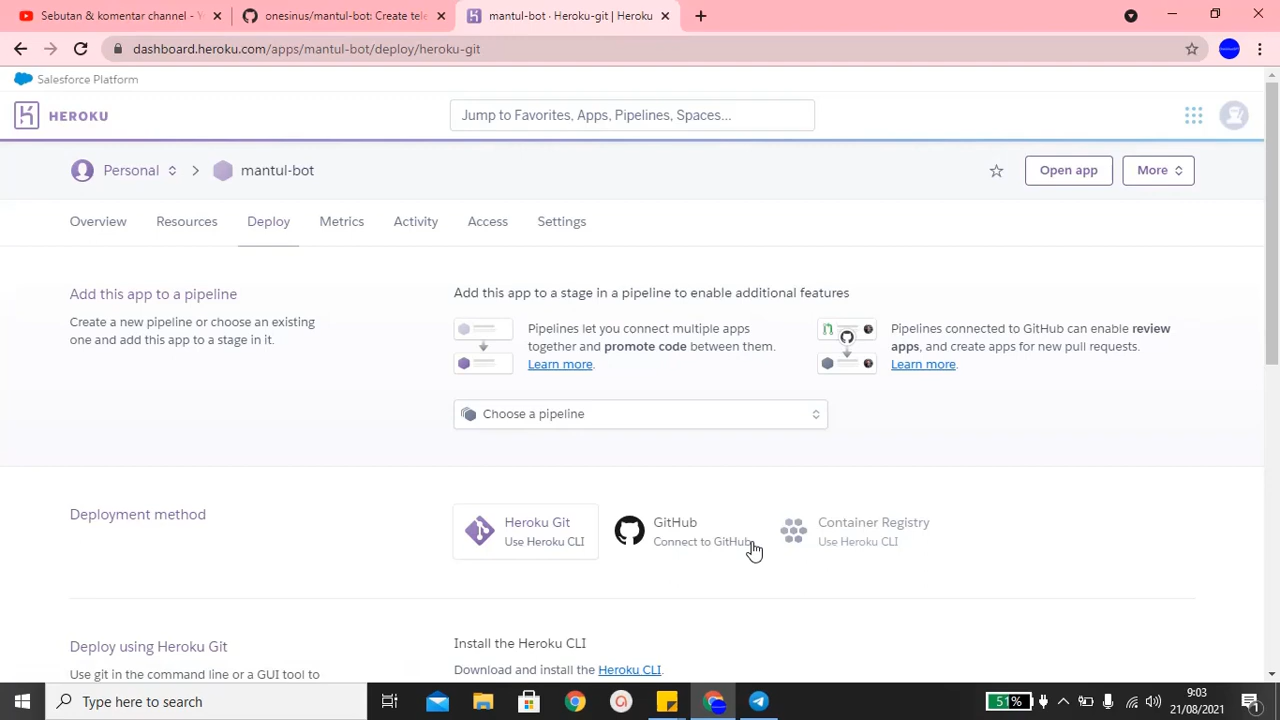 Sebutan & komentar channel - Y
onesinus/mantul-bot: Create tel
mantul-bot · Heroku-git | Heroku
dashboard.heroku.com/apps/mantul-bot/deploy/heroku-git
Salesforce Platform
HEROKU
Jump to Favorites, Apps, Pipelines, Spaces...
Personal
mantul-bot
Open app
More
Overview
Resources
Deploy
Metrics
Activity
Access
Settings
Add this app to a pipeline
Create a new pipeline or choose an existing
one and add this app to a stage in it.
Add this app to a stage in a pipeline to enable additional features
Pipelines let you connect multiple apps
together and promote code between them.
Learn more.
Pipelines connected to GitHub can enable review
apps, and create apps for new pull requests.
Learn more.
Choose a pipeline
Deployment method
Heroku Git
Use Heroku CLI
GitHub
Connect to GitHub
Container Registry
Use Heroku CLI
Deploy using Heroku Git
Use git in the command line or a GUI tool to
Install the Heroku CLI
Download and install the Heroku CLI.
Type here to search
51%
9:03
21/08/2021
1